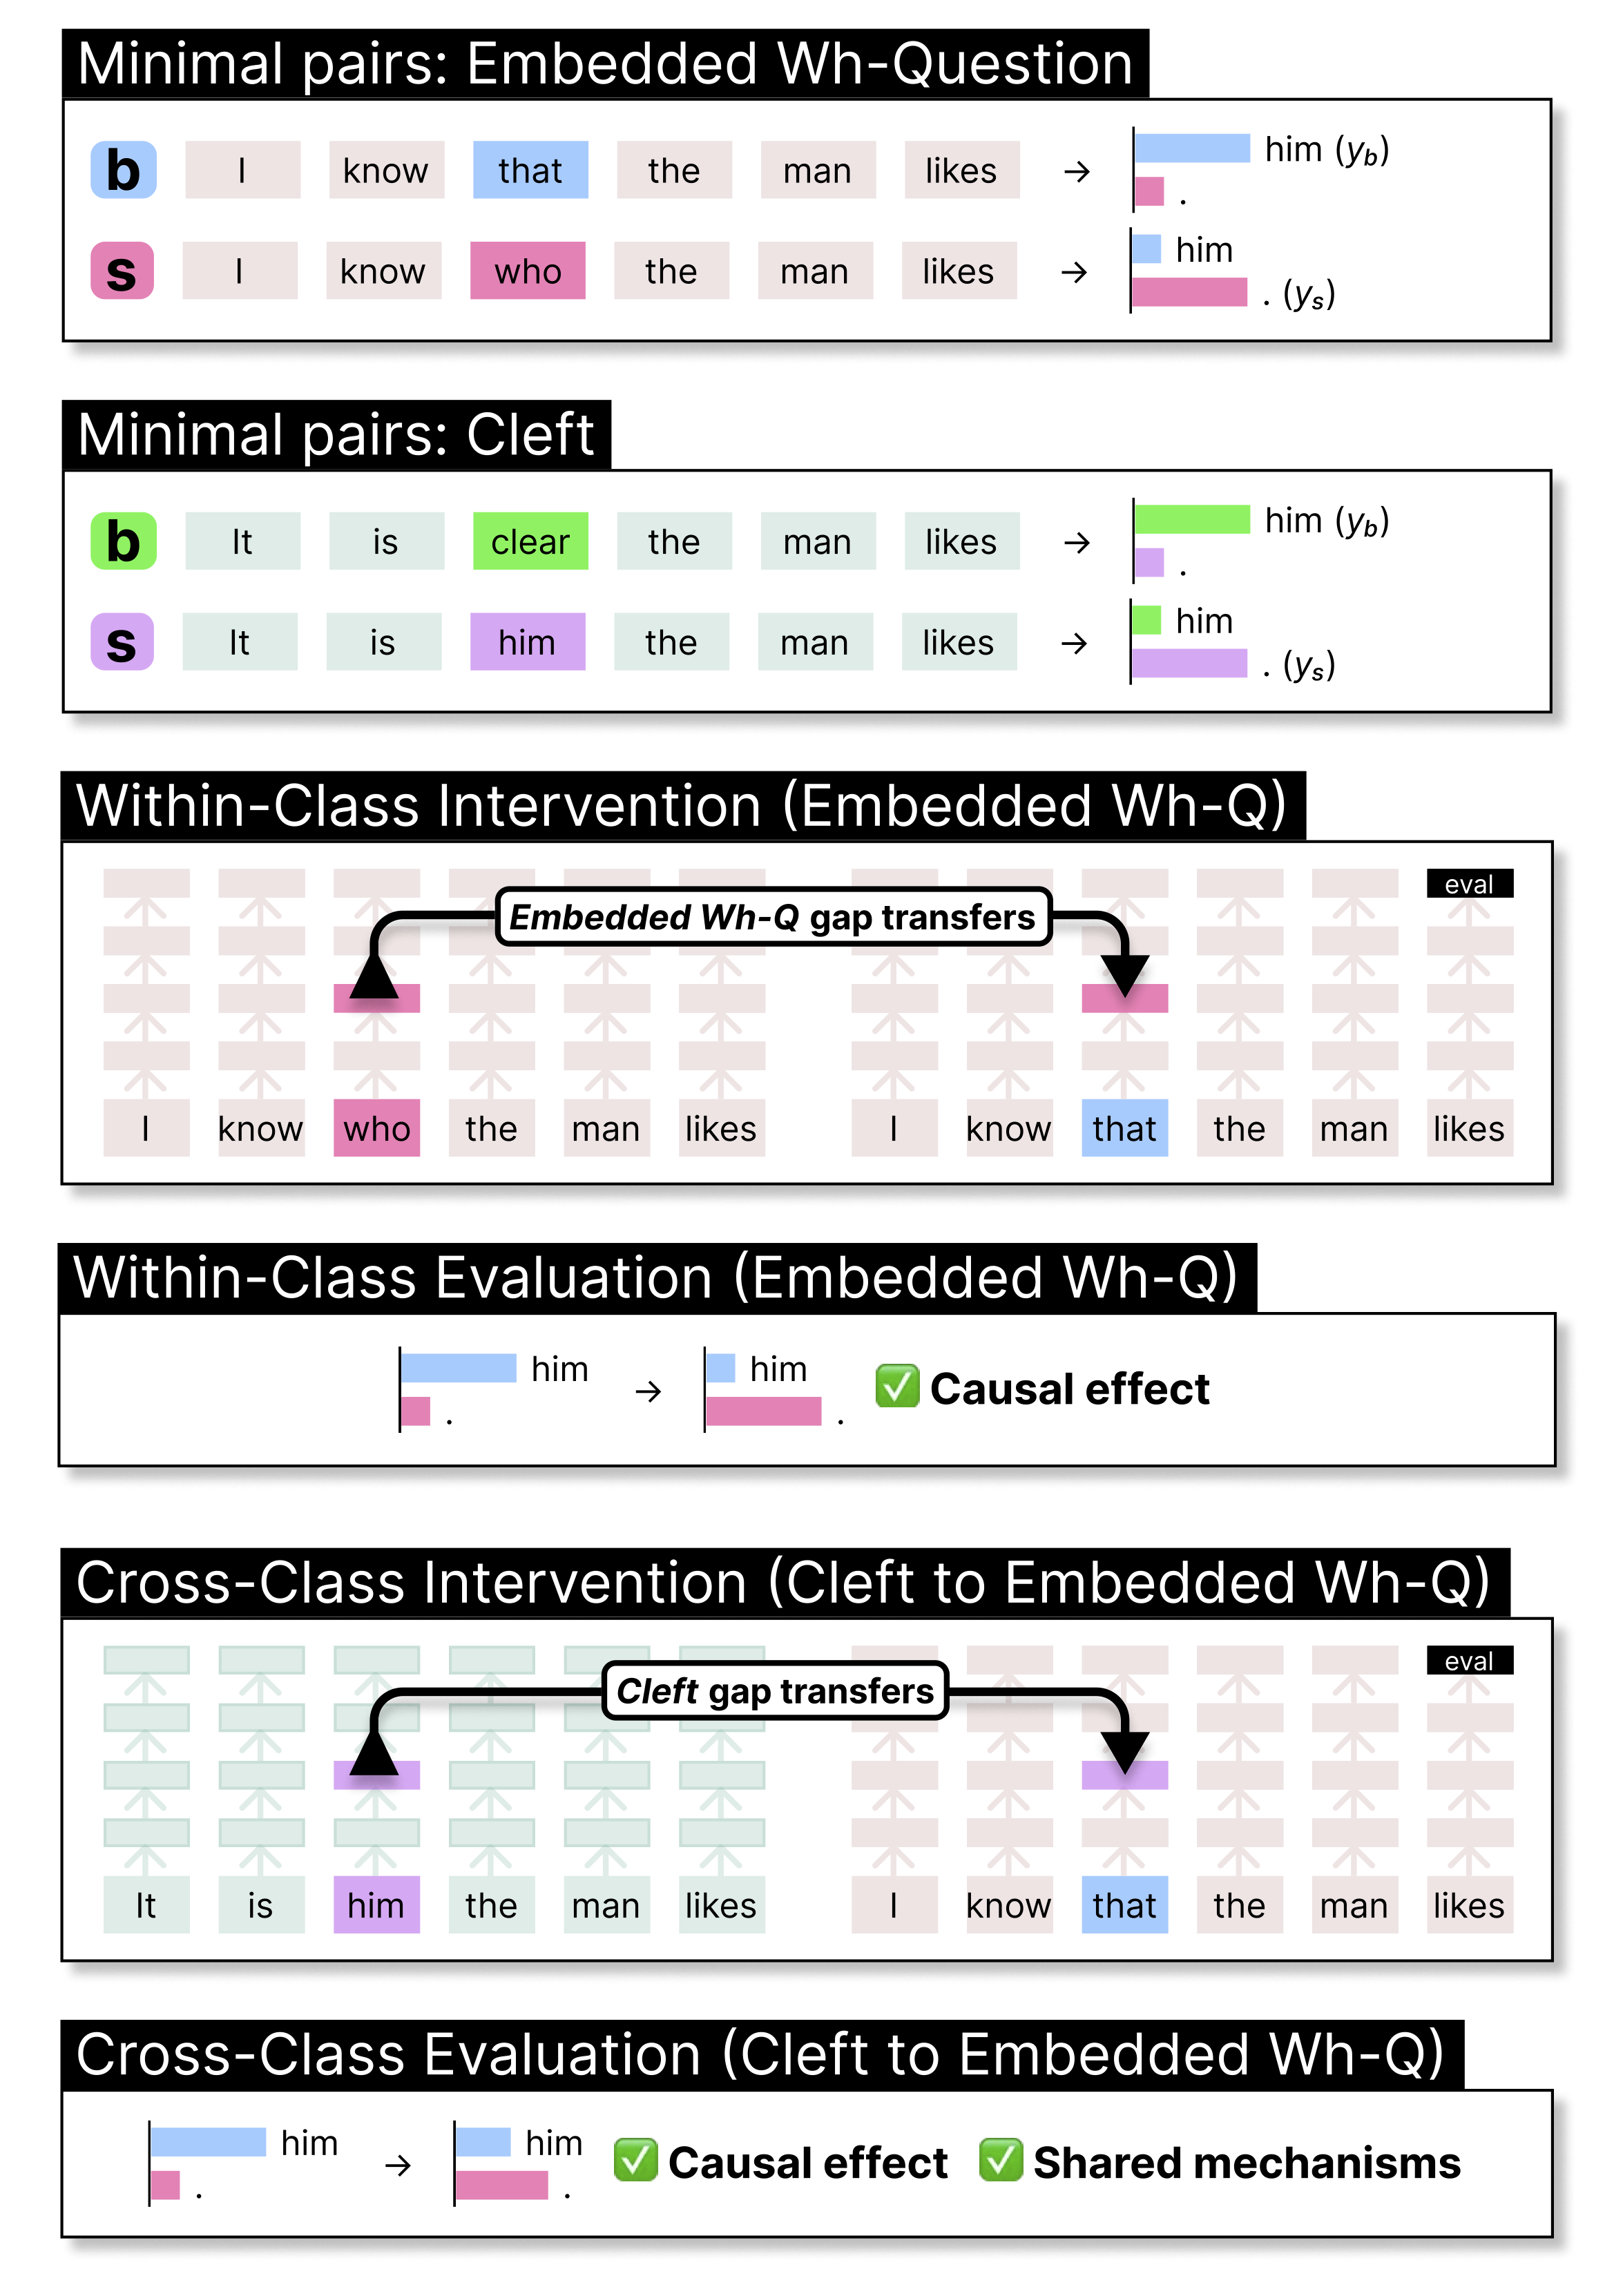 Minimal pairs: Embedded Wh-Question
b I know that the man likes → him (y_b)
.
s I know who the man likes → him
. (y_s)
Minimal pairs: Cleft
b It is clear the man likes → him (y_b)
.
s It is him the man likes → him
. (y_s)
Within-Class Intervention (Embedded Wh-Q)
eval
Embedded Wh-Q gap transfers
I know who the man likes I know that the man likes
Within-Class Evaluation (Embedded Wh-Q)
him → him ✅ Causal effect
. .
Cross-Class Intervention (Cleft to Embedded Wh-Q)
eval
Cleft gap transfers
It is him the man likes I know that the man likes
Cross-Class Evaluation (Cleft to Embedded Wh-Q)
him → him ✅ Causal effect ✅ Shared mechanisms
. .